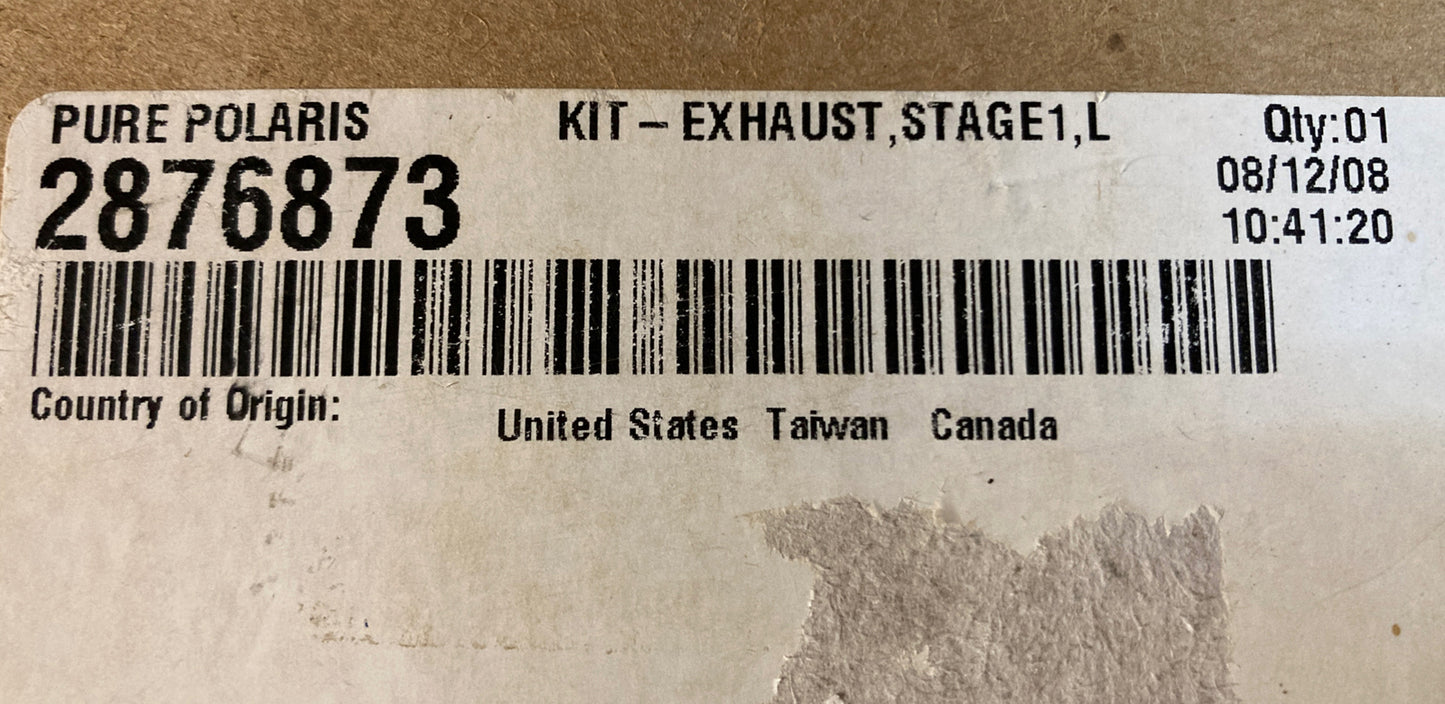 PURE POLARIS
KIT – EXHAUST,STAGE1,L
Qty:01
2876873
08/12/08
10:41:20
Country of Origin:
United States Taiwan Canada